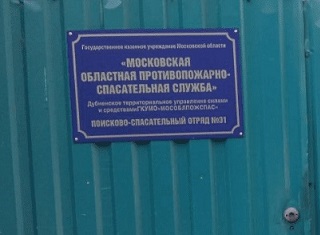 Государственное казенное учреждение Московской области
«МОСКОВСКАЯ
ОБЛАСТНАЯ ПРОТИВОПОЖАРНО-
СПАСАТЕЛЬНАЯ СЛУЖБА»
Дубненское территориальное управление силами
и средствами ГКУ МО «МОСОБЛПОЖСПАС»
ПОИСКОВО-СПАСАТЕЛЬНЫЙ ОТРЯД №31